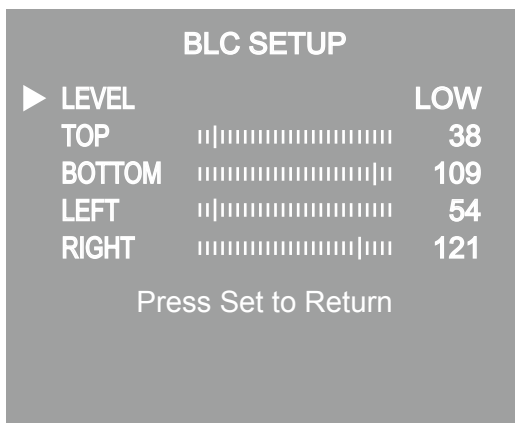 BLC SETUP
LEVEL LOW
TOP 38
BOTTOM 109
LEFT 54
RIGHT 121
Press Set to Return